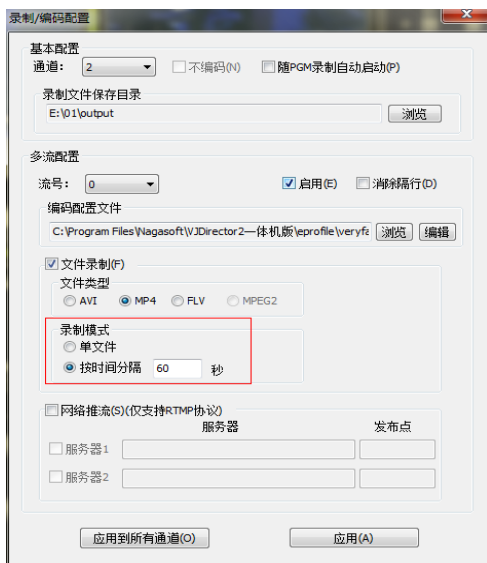 录制/编码配置
基本配置
通道： 2 不编码(N) 随PGM录制自动启动(P)
录制文件保存目录
E:\01\output 浏览
多流配置
流号： 0 启用(E) 消除隔行(D)
编码配置文件
C:\Program Files\Nagasoft\VJDirector2一体机版\eprofile\veryfa 浏览 编辑
文件录制(F)
文件类型
AVI MP4 FLV MPEG2
录制模式
单文件
按时间分隔 60 秒
网络推流(S)(仅支持RTMP协议)
服务器 发布点
服务器1
服务器2
应用到所有通道(O) 应用(A)